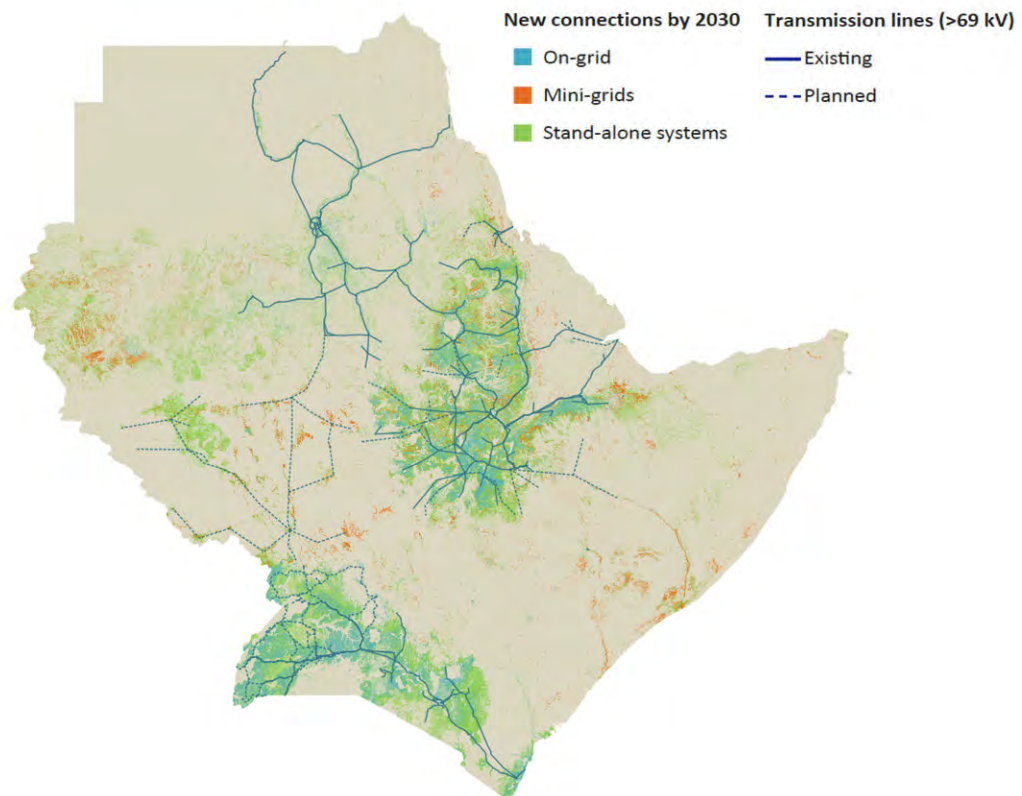 New connections by 2030
On-grid
Mini-grids
Stand-alone systems
Transmission lines (>69 kV)
Existing
Planned